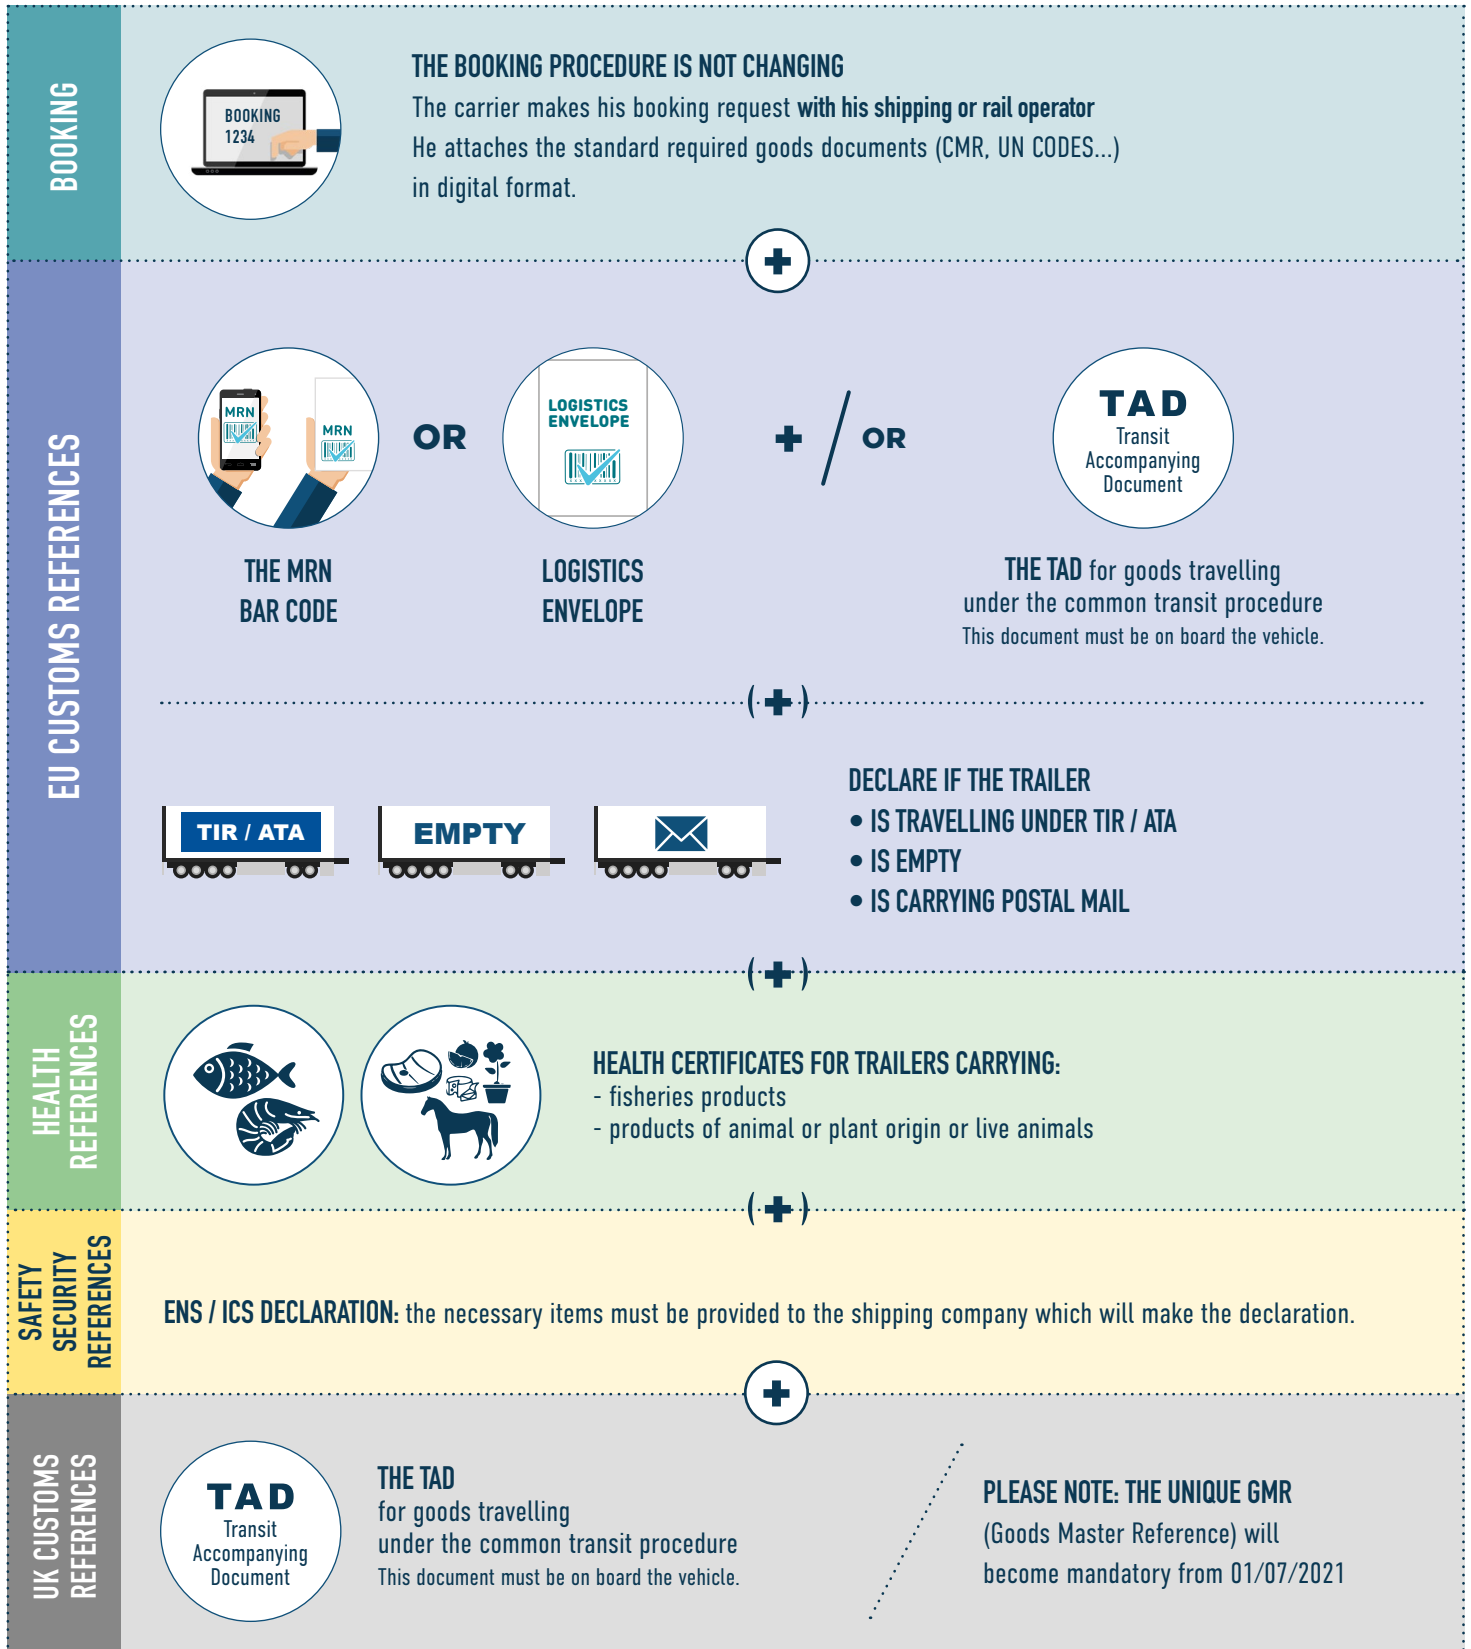 BOOKING
BOOKING
1234
THE BOOKING PROCEDURE IS NOT CHANGING
The carrier makes his booking request with his shipping or rail operator
He attaches the standard required goods documents (CMR, UN CODES...)
in digital format.
EU CUSTOMS REFERENCES
MRN
MRN
OR
LOGISTICS
ENVELOPE
+ / OR
TAD
Transit
Accompanying
Document
THE MRN
BAR CODE
LOGISTICS
ENVELOPE
THE TAD for goods travelling
under the common transit procedure
This document must be on board the vehicle.
(+)
TIR / ATA
EMPTY
DECLARE IF THE TRAILER
• IS TRAVELLING UNDER TIR / ATA
• IS EMPTY
• IS CARRYING POSTAL MAIL
(+)
HEALTH
REFERENCES
HEALTH CERTIFICATES FOR TRAILERS CARRYING:
- fisheries products
- products of animal or plant origin or live animals
(+)
SAFETY
SECURITY
REFERENCES
ENS / ICS DECLARATION: the necessary items must be provided to the shipping company which will make the declaration.
UK CUSTOMS
REFERENCES
TAD
Transit
Accompanying
Document
THE TAD
for goods travelling
under the common transit procedure
This document must be on board the vehicle.
PLEASE NOTE: THE UNIQUE GMR
(Goods Master Reference) will
become mandatory from 01/07/2021